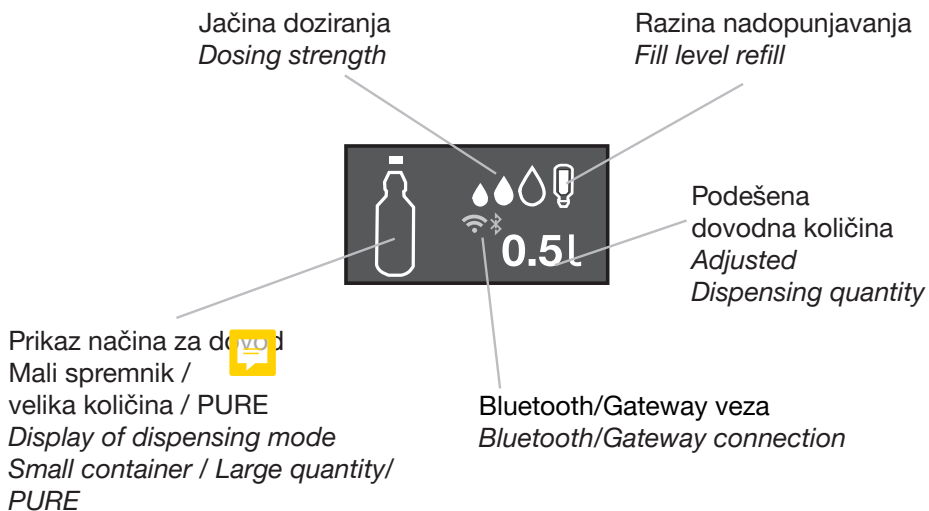 Jačina doziranja
Dosing strength
Razina nadopunjavanja
Fill level refill
0.5l
Podešena
dovodna količina
Adjusted
Dispensing quantity
Prikaz načina za dovod
Mali spremnik /
velika količina / PURE
Display of dispensing mode
Small container / Large quantity/
PURE
Bluetooth/Gateway veza
Bluetooth/Gateway connection